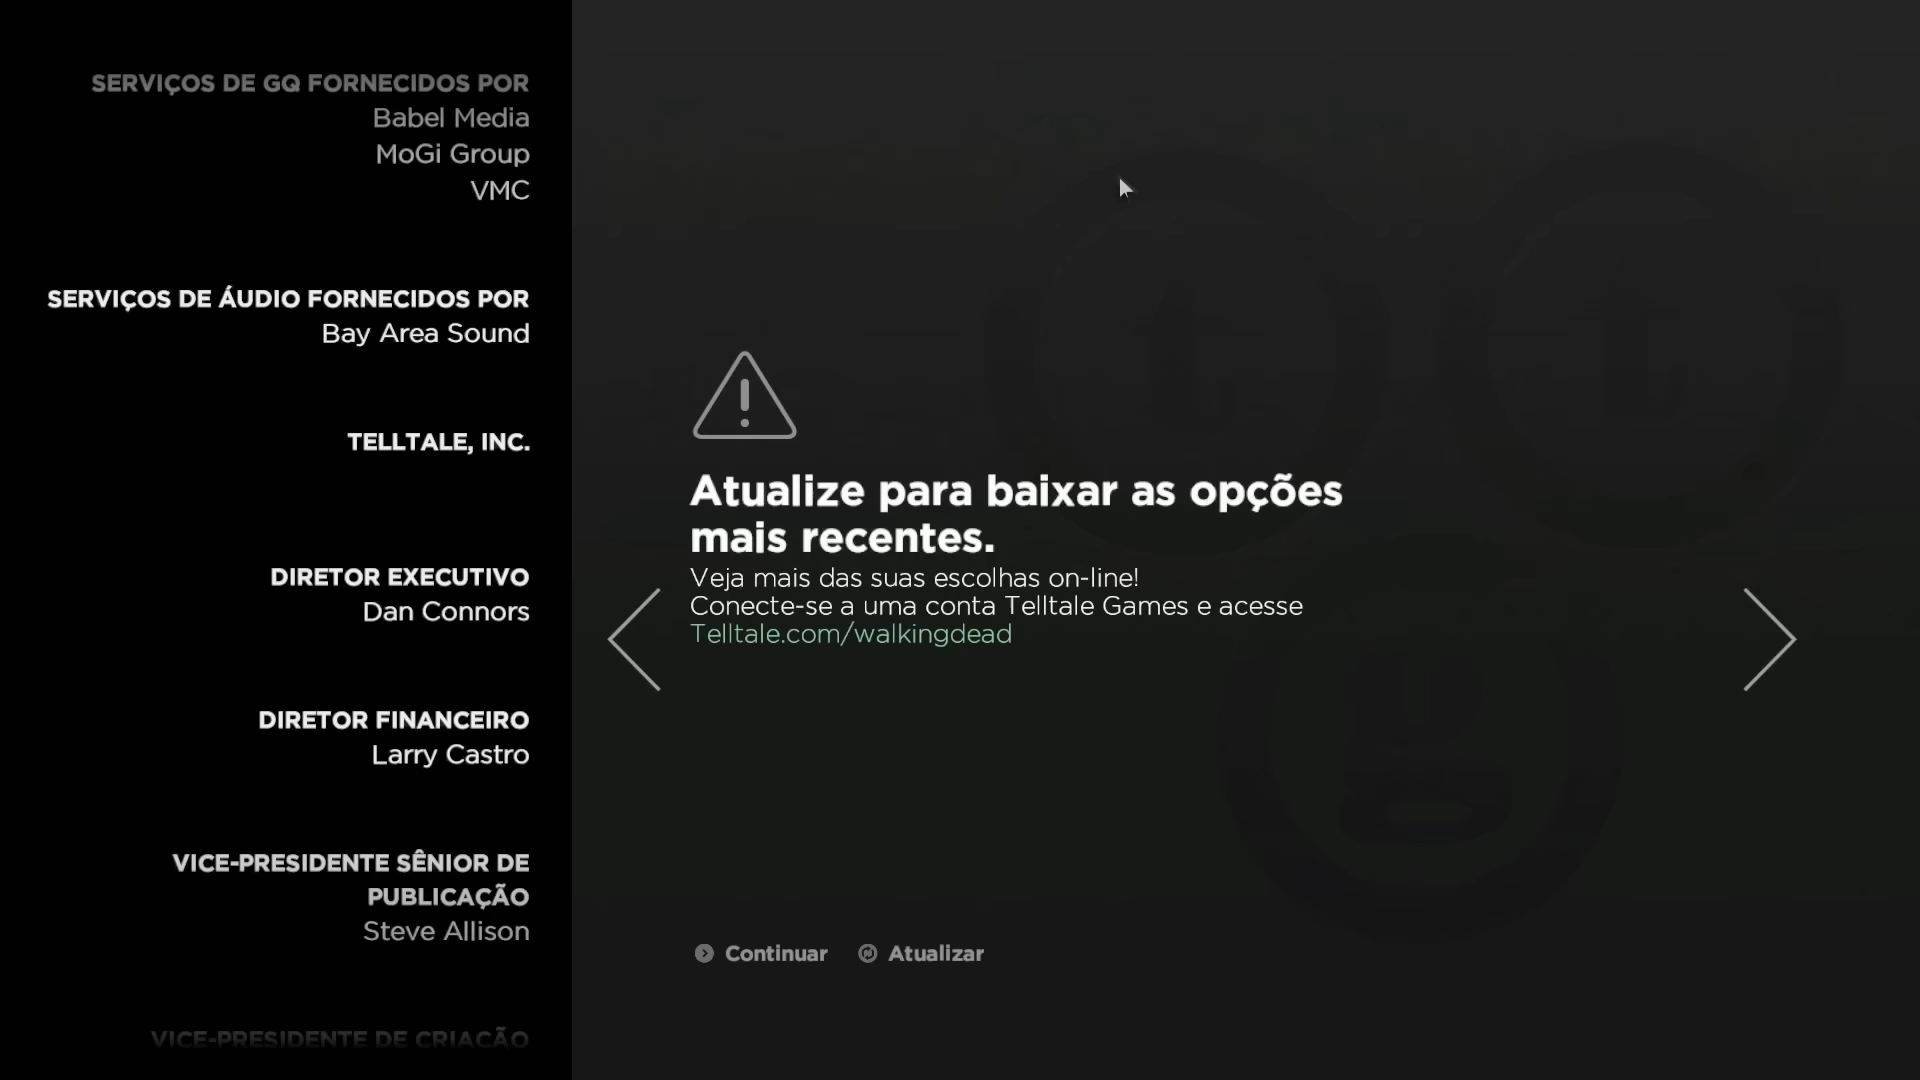 SERVIÇOS DE GQ FORNECIDOS POR
Babel Media
MoGi Group
VMC
SERVIÇOS DE ÁUDIO FORNECIDOS POR
Bay Area Sound
TELLTALE, INC.
DIRETOR EXECUTIVO
Dan Connors
DIRETOR FINANCEIRO
Larry Castro
VICE-PRESIDENTE SÊNIOR DE
PUBLICAÇÃO
Steve Allison
VICE-PRESIDENTE DE CRIAÇÃO
Atualize para baixar as opções
mais recentes.
Veja mais das suas escolhas on-line!
Conecte-se a uma conta Telltale Games e acesse
Telltale.com/walkingdead
Continuar
Atualizar